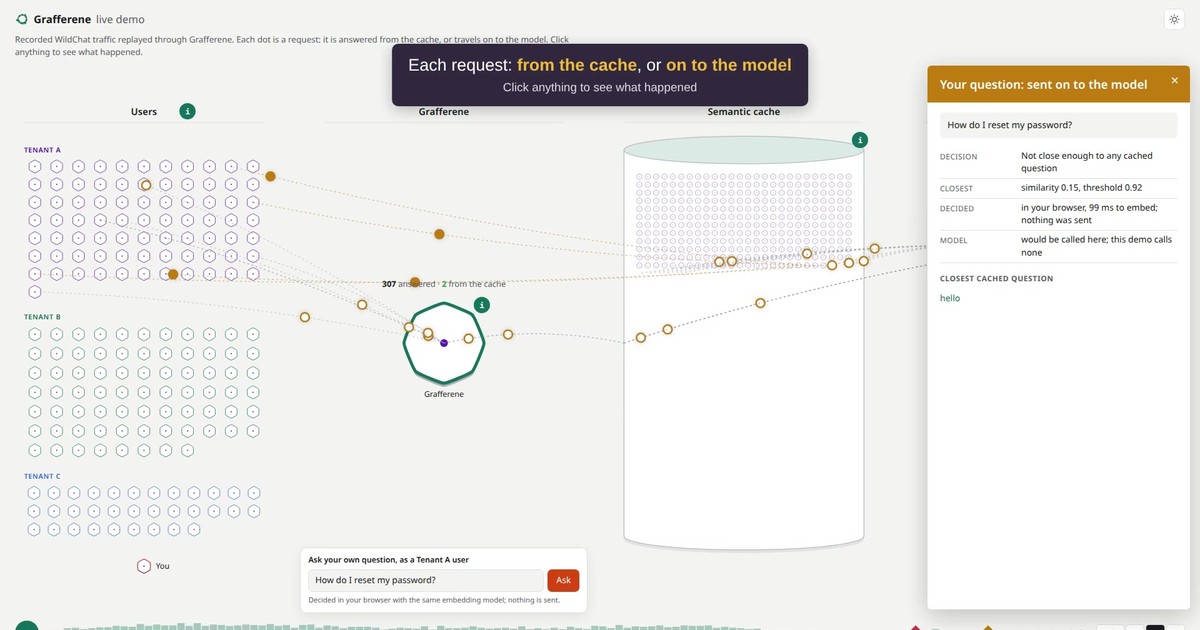 Grafferene live demo
Recorded WildChat traffic replayed through Grafferene. Each dot is a request: it is answered from the cache, or travels on to the model. Click
anything to see what happened.
Each request: from the cache, or on to the model
Click anything to see what happened
Users
i
Grafferene
Semantic cache
i
TENANT A
307 answered · 2 from the cache
i
Grafferene
TENANT B
TENANT C
You
Ask your own question, as a Tenant A user
How do I reset my password?
Ask
Decided in your browser with the same embedding model; nothing is sent.
Your question: sent on to the model
×
How do I reset my password?
DECISION
Not close enough to any cached
question
CLOSEST
similarity 0.15, threshold 0.92
DECIDED
in your browser, 99 ms to embed;
nothing was sent
MODEL
would be called here; this demo calls
none
CLOSEST CACHED QUESTION
hello